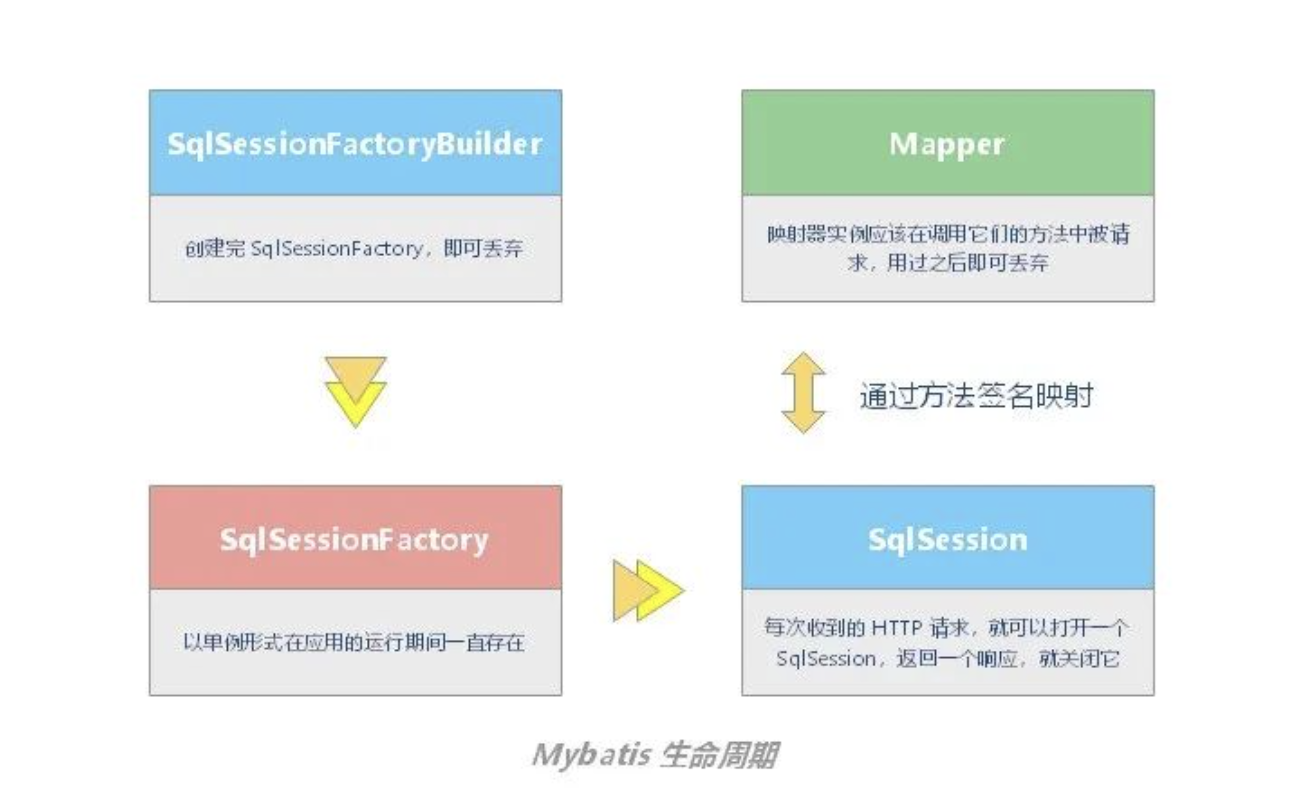 SqlSessionFactoryBuilder
创建完 SqlSessionFactory，即可丢弃
Mapper
映射器实例应该在调用它们的方法中被请
求，用过之后即可丢弃
通过方法签名映射
SqlSessionFactory
以单例形式在应用的运行期间一直存在
SqlSession
每次收到的 HTTP 请求，就可以打开一个
SqlSession，返回一个响应，就关闭它
Mybatis 生命周期